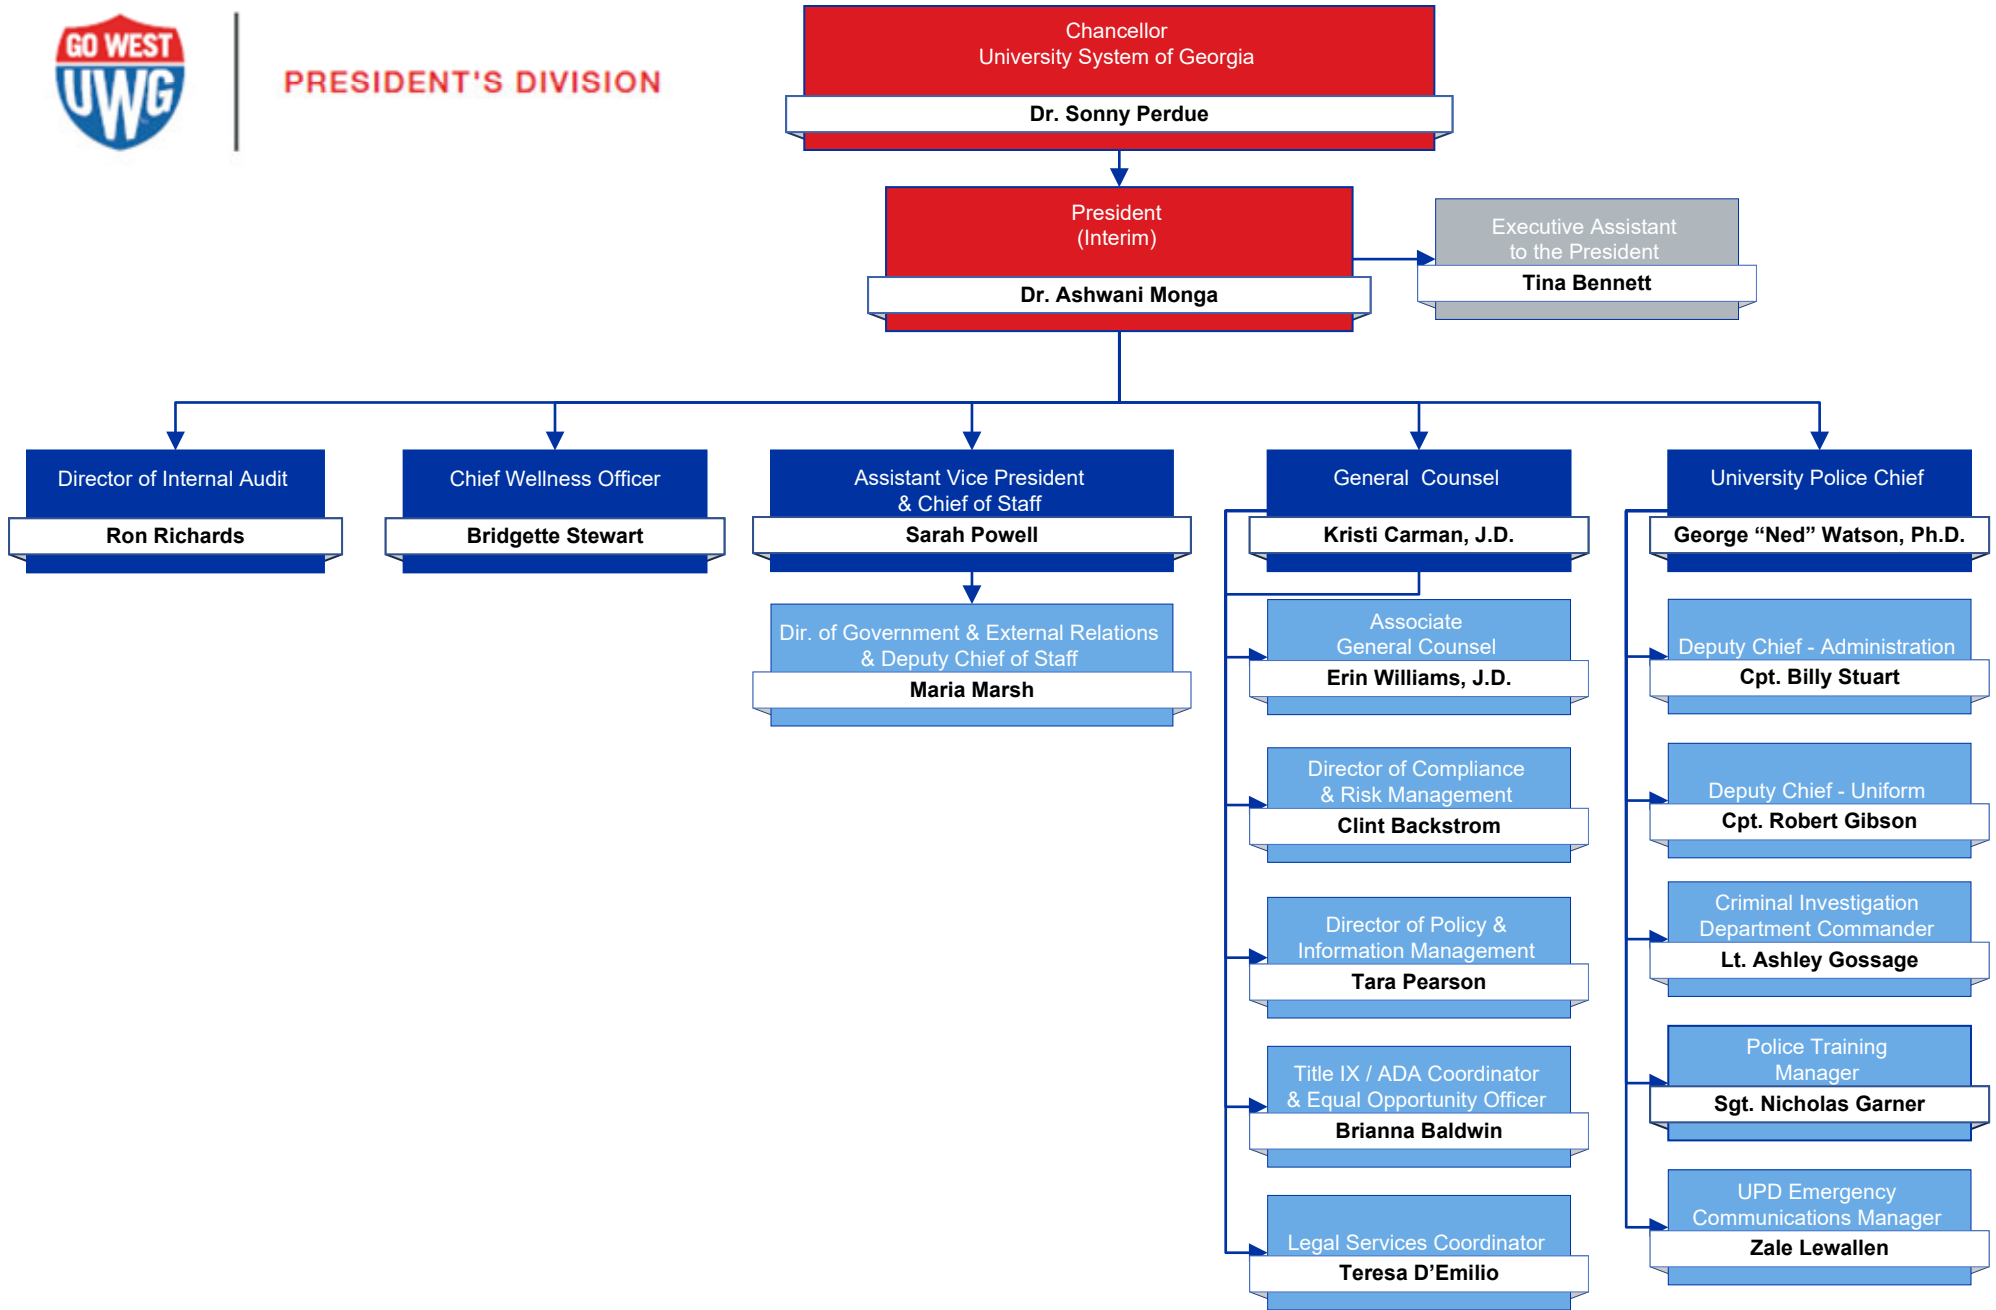 GO WEST
UWG
PRESIDENT'S DIVISION
Chancellor
University System of Georgia
Dr. Sonny Perdue
President
(Interim)
Dr. Ashwani Monga
Executive Assistant
to the President
Tina Bennett
Director of Internal Audit
Ron Richards
Chief Wellness Officer
Bridgette Stewart
Assistant Vice President
& Chief of Staff
Sarah Powell
Dir. of Government & External Relations
& Deputy Chief of Staff
Maria Marsh
General Counsel
Kristi Carman, J.D.
Associate
General Counsel
Erin Williams, J.D.
Director of Compliance
& Risk Management
Clint Backstrom
Director of Policy &
Information Management
Tara Pearson
Title IX / ADA Coordinator
& Equal Opportunity Officer
Brianna Baldwin
Legal Services Coordinator
Teresa D’Emilio
University Police Chief
George “Ned” Watson, Ph.D.
Deputy Chief - Administration
Cpt. Billy Stuart
Deputy Chief - Uniform
Cpt. Robert Gibson
Criminal Investigation
Department Commander
Lt. Ashley Gossage
Police Training
Manager
Sgt. Nicholas Garner
UPD Emergency
Communications Manager
Zale Lewallen